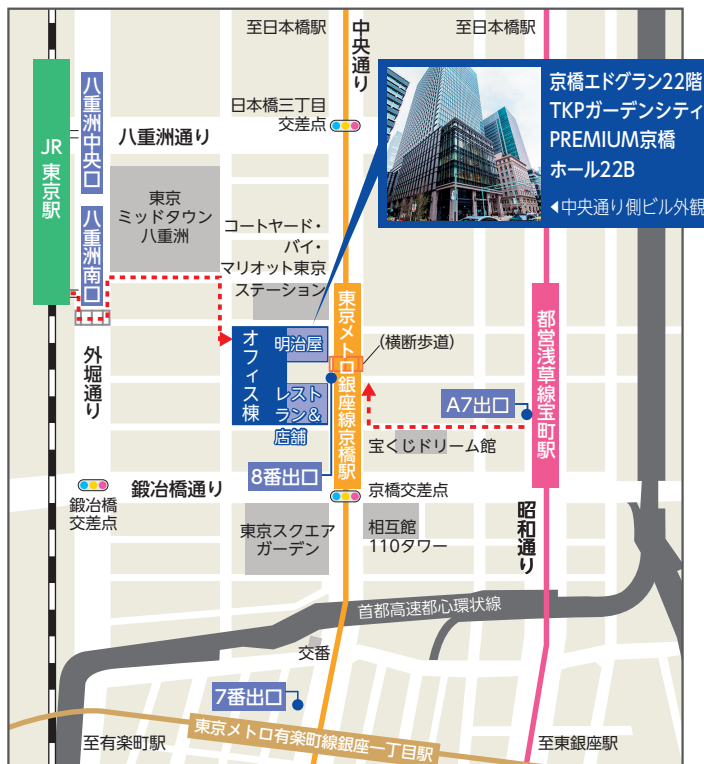 至日本橋駅
中央通り
至日本橋駅
京橋エドグラン22階
TKPガーデンシティ
PREMIUM京橋
ホール22B
◀中央通り側ビル外観
日本橋三丁目
交差点
八重洲通り
八重洲中央口
JR 東京駅
八重洲南口
東京
ミッドタウン
八重洲
コートヤード・
バイ・
マリオット東京
ステーション
外堀通り
オフィス棟
明治屋
レスト
ラン&
店舗
東京メトロ銀座線京橋駅
(横断歩道)
都営浅草線宝町駅
A7出口
宝くじドリーム館
8番出口
鍛冶橋通り
鍛冶橋
交差点
京橋交差点
東京スクエア
ガーデン
相互館
110タワー
昭和通り
首都高速都心環状線
交番
7番出口
東京メトロ有楽町線銀座一丁目駅
至有楽町駅
至東銀座駅